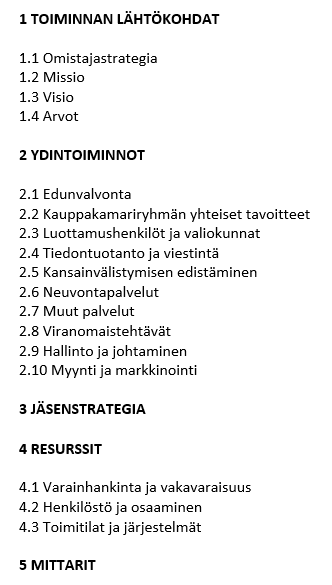 1 TOIMINNAN LÄHTÖKOHDAT
1.1 Omistajastrategia
1.2 Missio
1.3 Visio
1.4 Arvot
2 YDINTOIMINNOT
2.1 Edunvalvonta
2.2 Kauppakamariryhmän yhteiset tavoitteet
2.3 Luottamushenkilöt ja valiokunnat
2.4 Tiedontuotanto ja viestintä
2.5 Kansainvälistymisen edistäminen
2.6 Neuvontapalvelut
2.7 Muut palvelut
2.8 Viranomaistehtävät
2.9 Hallinto ja johtaminen
2.10 Myynti ja markkinointi
3 JÄSENSTRATEGIA
4 RESURSSIT
4.1 Varainhankinta ja vakavaraisuus
4.2 Henkilöstö ja osaaminen
4.3 Toimitilat ja järjestelmät
5 MITTARIT